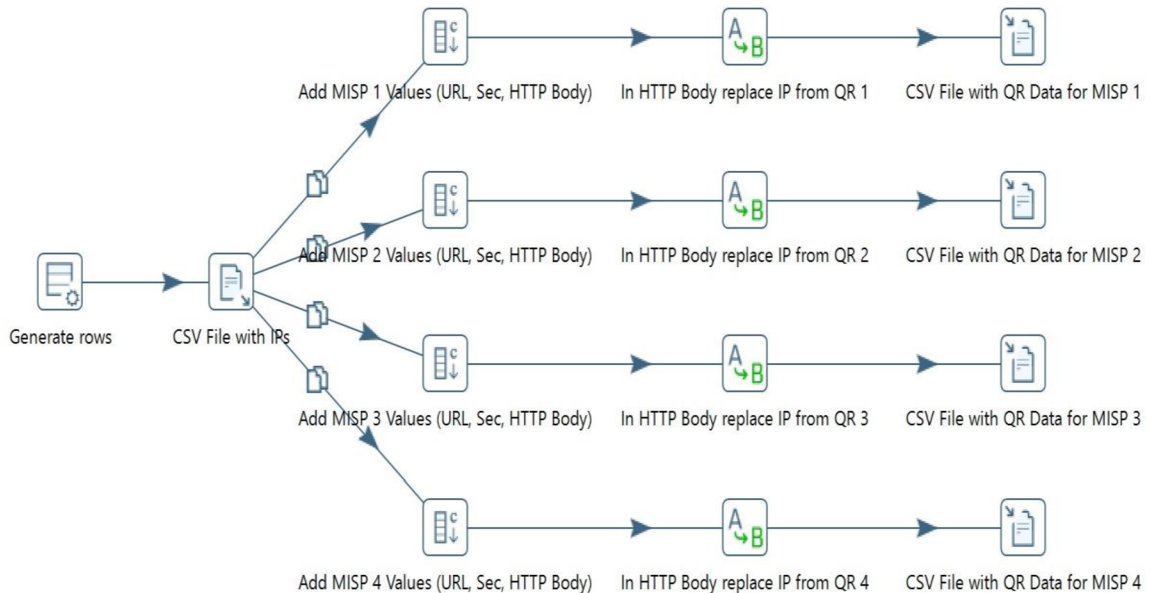 Add MISP 1 Values (URL, Sec, HTTP Body)
In HTTP Body replace IP from QR 1
CSV File with QR Data for MISP 1
Add MISP 2 Values (URL, Sec, HTTP Body)
In HTTP Body replace IP from QR 2
CSV File with QR Data for MISP 2
Generate rows
CSV File with IPs
Add MISP 3 Values (URL, Sec, HTTP Body)
In HTTP Body replace IP from QR 3
CSV File with QR Data for MISP 3
Add MISP 4 Values (URL, Sec, HTTP Body)
In HTTP Body replace IP from QR 4
CSV File with QR Data for MISP 4